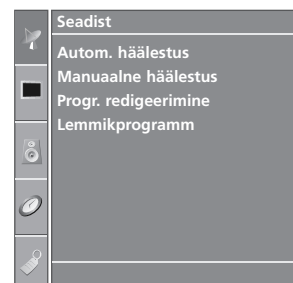 Seadist
Autom. häälestus
Manuaalne häälestus
Progr. redigeerimine
Lemmikprogramm